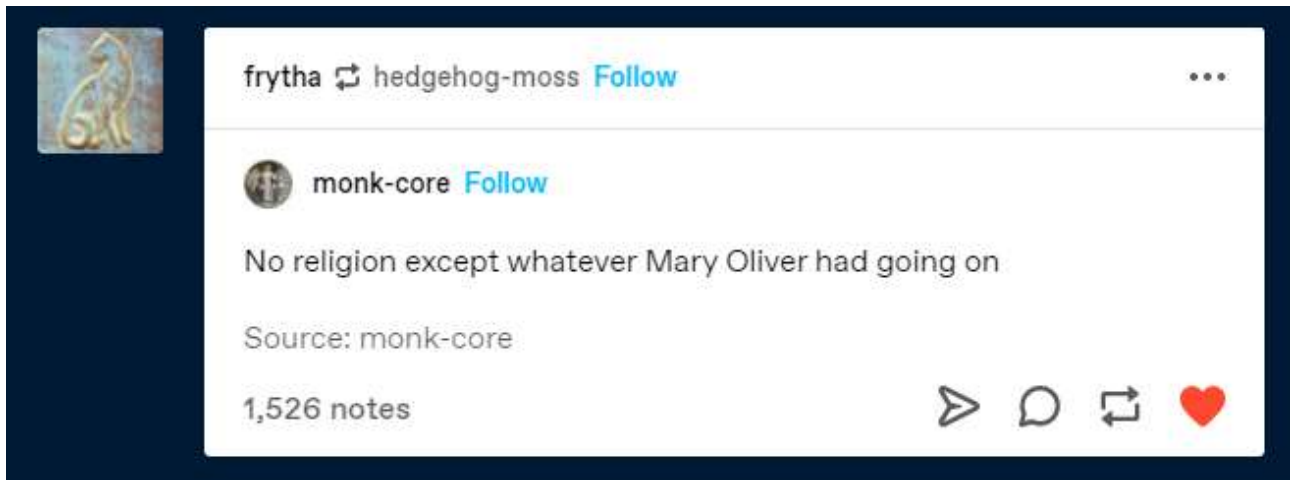 frytha hedgehog-moss Follow
monk-core Follow
No religion except whatever Mary Oliver had going on
Source: monk-core
1,526 notes